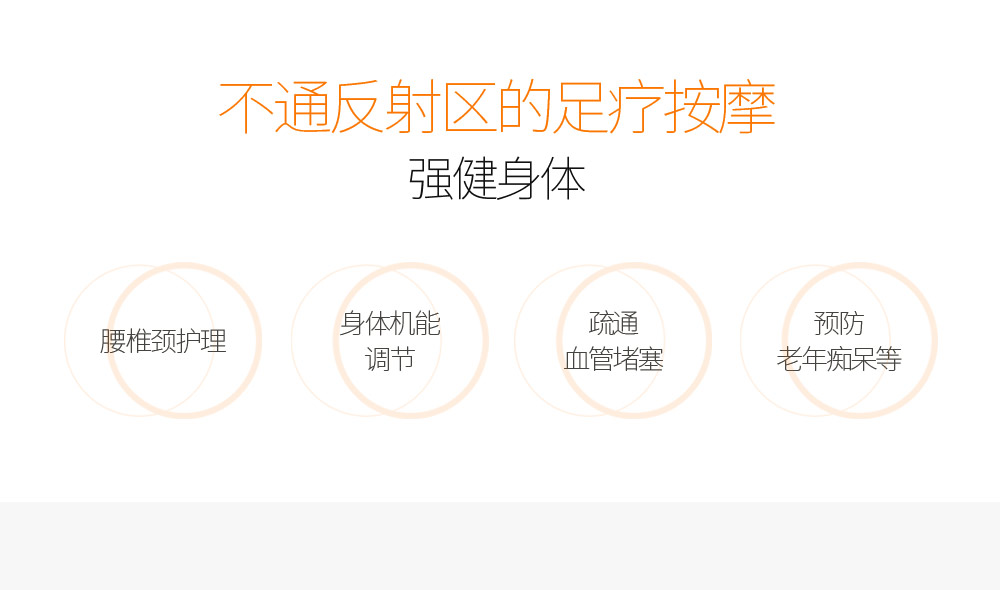 不通反射区的足疗按摩
强健身体
腰椎颈护理
身体机能
调节
疏通
血管堵塞
预防
老年痴呆等